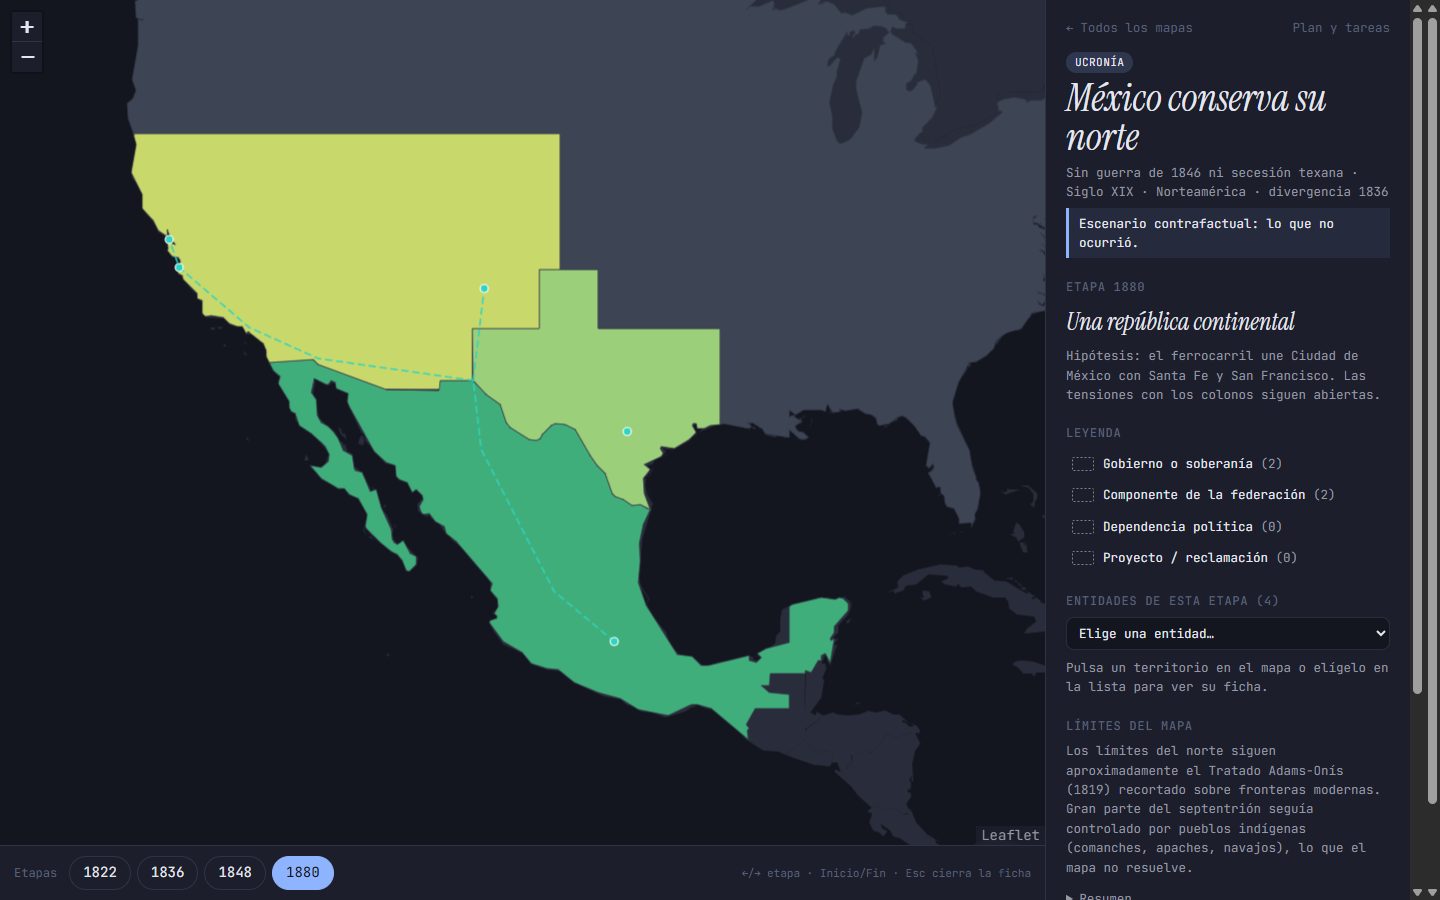 +
−
Leaflet
Etapas
1822
1836
1848
1880
←/→ etapa · Inicio/Fin · Esc cierra la ficha
← Todos los mapas
Plan y tareas
UCRONÍA
México conserva su
norte
Sin guerra de 1846 ni secesión texana ·
Siglo XIX · Norteamérica · divergencia 1836
Escenario contrafactual: lo que no
ocurrió.
ETAPA 1880
Una república continental
Hipótesis: el ferrocarril une Ciudad de
México con Santa Fe y San Francisco. Las
tensiones con los colonos siguen abiertas.
LEYENDA
Gobierno o soberanía (2)
Componente de la federación (2)
Dependencia política (0)
Proyecto / reclamación (0)
ENTIDADES DE ESTA ETAPA (4)
Elige una entidad…
Pulsa un territorio en el mapa o elígelo en
la lista para ver su ficha.
LÍMITES DEL MAPA
Los límites del norte siguen
aproximadamente el Tratado Adams-Onís
(1819) recortado sobre fronteras modernas.
Gran parte del septentrión seguía
controlado por pueblos indígenas
(comanches, apaches, navajos), lo que el
mapa no resuelve.
▶ Resumen